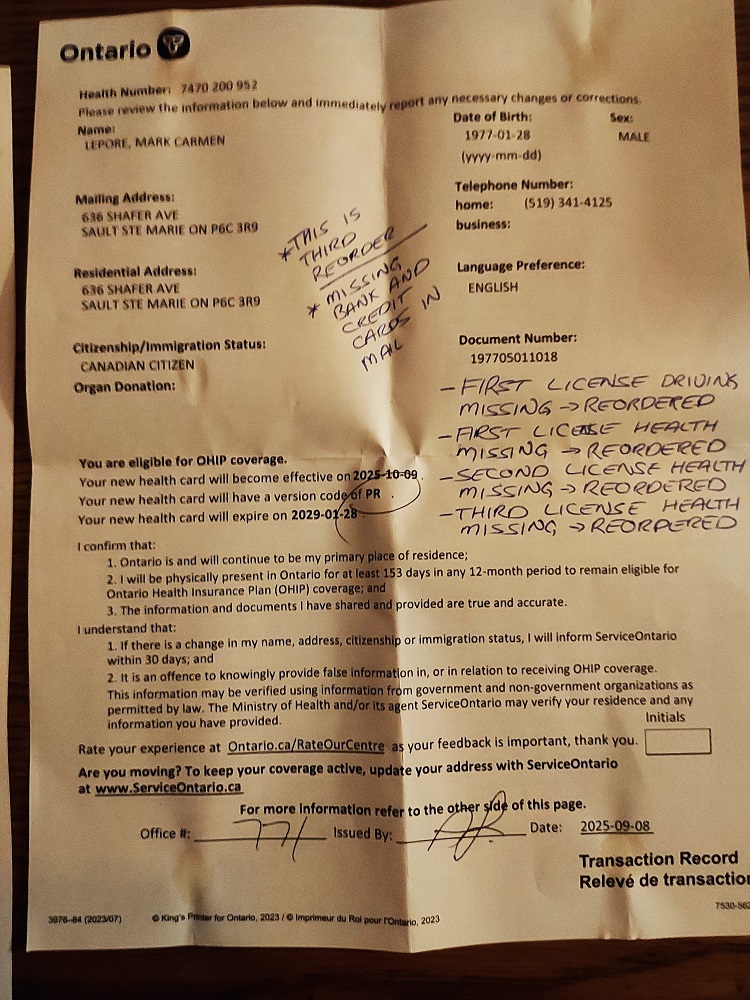 Ontario
Health Number: 7470 200 952
Please review the information below and immediately report any necessary changes or corrections.
Name:
LEPORE, MARK CARMEN
Date of Birth:
1977-01-28
(yyyy-mm-dd)
Sex:
MALE
Mailing Address:
636 SHAFER AVE
SAULT STE MARIE ON P6C 3R9
Telephone Number:
home: (519) 341-4125
business:
Residential Address:
636 SHAFER AVE
SAULT STE MARIE ON P6C 3R9
Language Preference:
ENGLISH
Citizenship/Immigration Status:
CANADIAN CITIZEN
Organ Donation:
Document Number:
197705011018
* THIS IS
THIRD
REORDER
* MISSING
BANK AND
CREDIT
CARDS IN
MAIL
- FIRST LICENSE DRIVING
MISSING → REORDERED
- FIRST LICENSE HEALTH
MISSING → REORDERED
- SECOND LICENSE HEALTH
MISSING → REORDERED
- THIRD LICENSE HEALTH
MISSING → REORDERED
You are eligible for OHIP coverage.
Your new health card will become effective on 2025-10-09.
Your new health card will have a version code of PR .
Your new health card will expire on 2029-01-28 .
I confirm that:
1. Ontario is and will continue to be my primary place of residence;
2. I will be physically present in Ontario for at least 153 days in any 12-month period to remain eligible for
Ontario Health Insurance Plan (OHIP) coverage; and
3. The information and documents I have shared and provided are true and accurate.
I understand that:
1. If there is a change in my name, address, citizenship or immigration status, I will inform ServiceOntario
within 30 days; and
2. It is an offence to knowingly provide false information in, or in relation to receiving OHIP coverage.
This information may be verified using information from government and non-government organizations as
permitted by law. The Ministry of Health and/or its agent ServiceOntario may verify your residence and any
information you have provided.
Initials
Rate your experience at Ontario.ca/RateOurCentre as your feedback is important, thank you.
Are you moving? To keep your coverage active, update your address with ServiceOntario
at www.ServiceOntario.ca
For more information refer to the other side of this page.
Office #: 771 Issued By: Date: 2025-09-08
Transaction Record
Relevé de transaction
3976-84 (2023/07) © King's Printer for Ontario, 2023 / © Imprimeur du Roi pour l'Ontario, 2023
7530-562